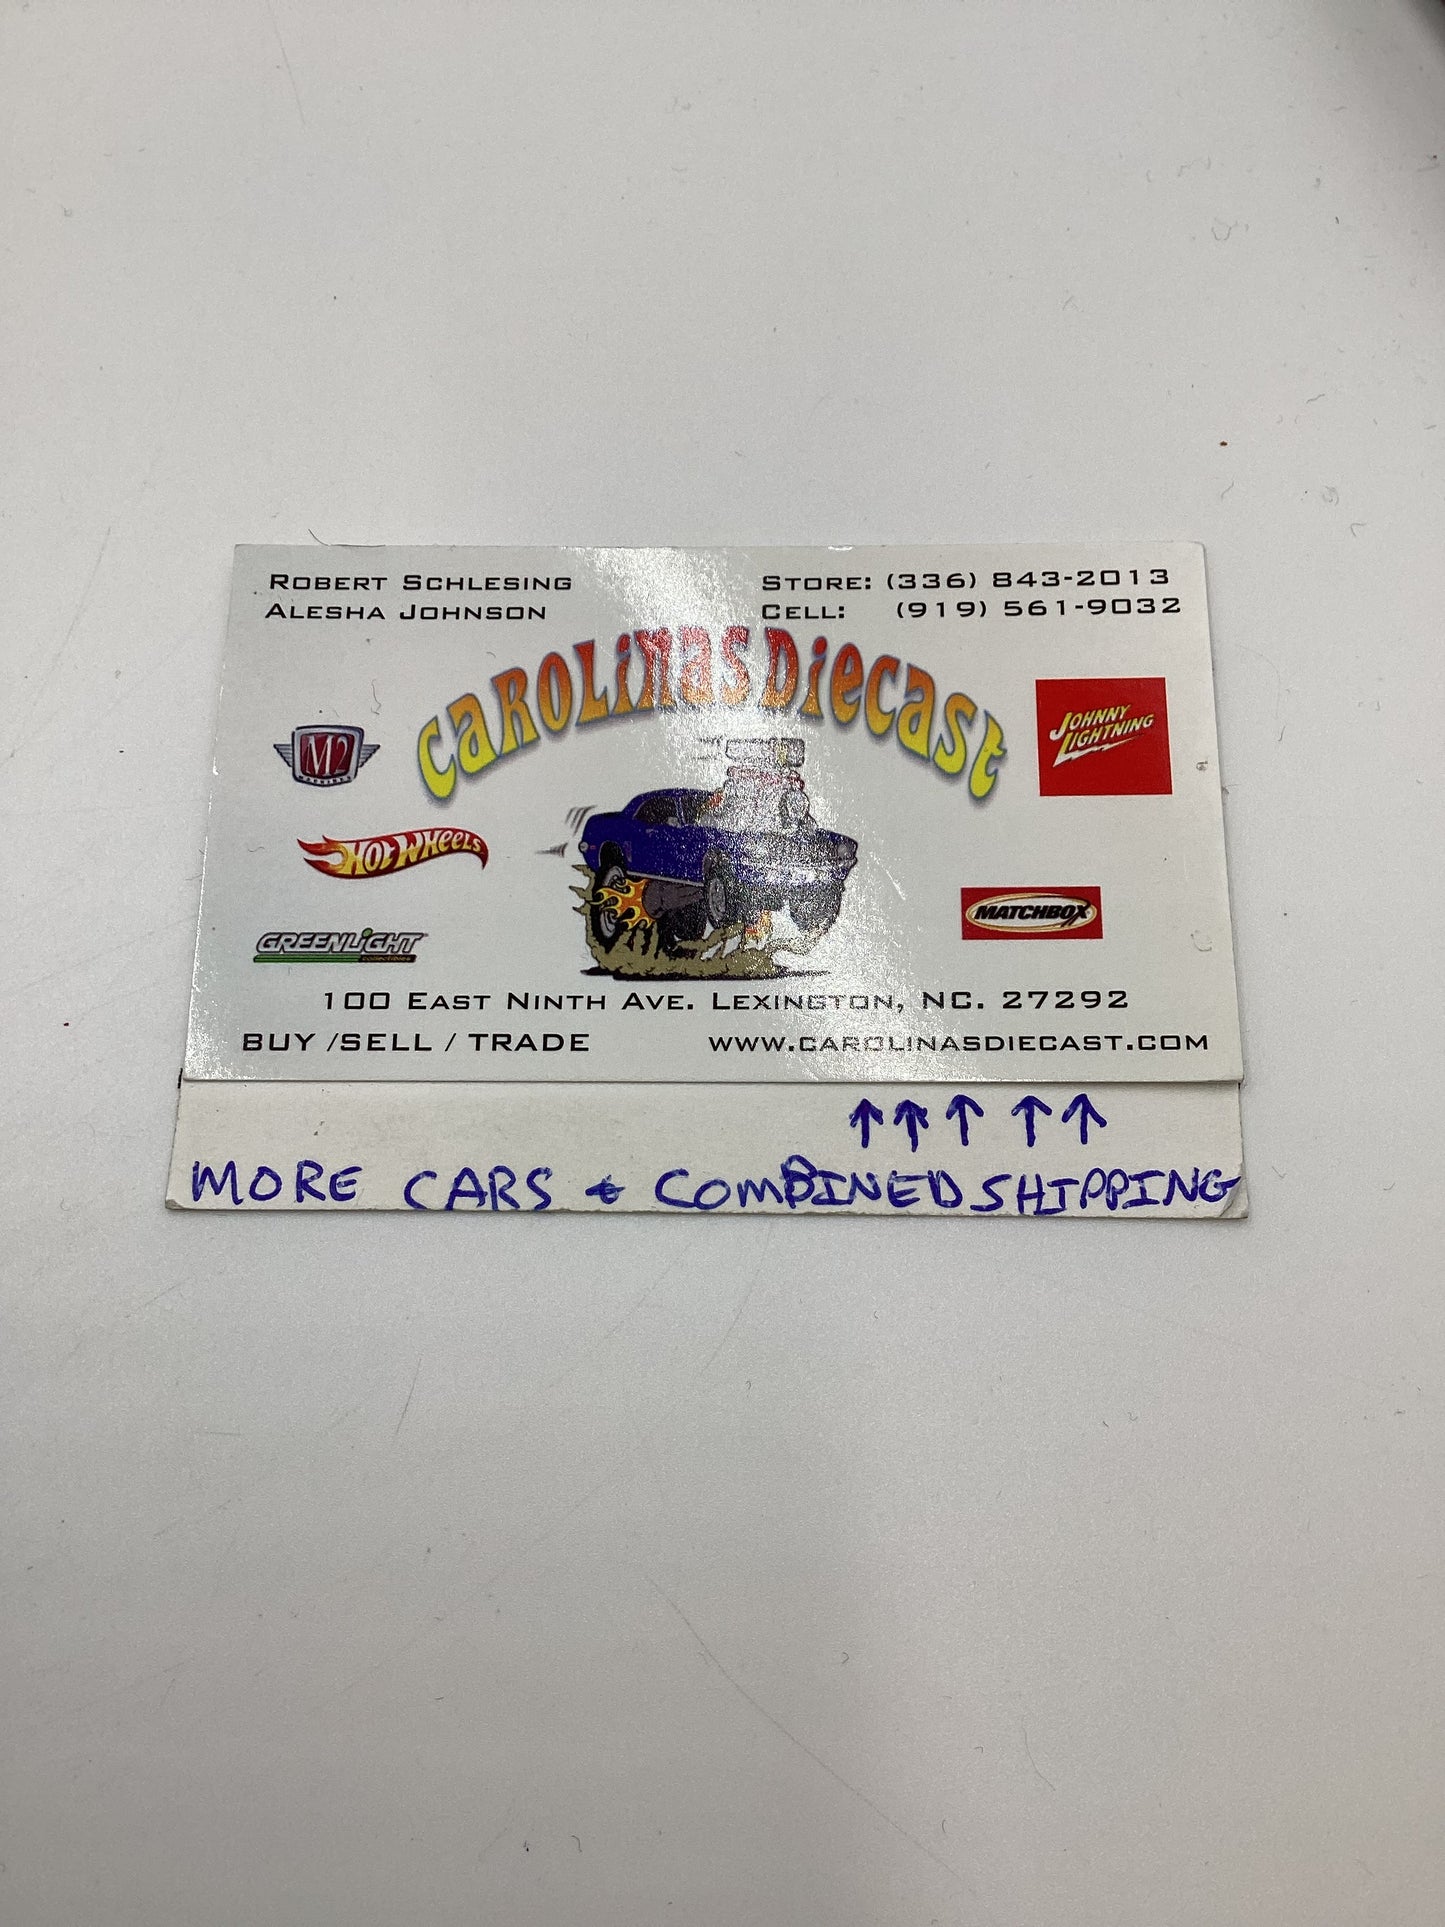 ROBERT SCHLESING
ALESHA JOHNSON
STORE: (336) 843-2013
CELL: (919) 561-9032
CAROLINAS DIECAST
M2
MACHINES
JOHNNY
LIGHTNING
HOT WHEELS
MATCHBOX
GREENLIGHT
collectibles
100 EAST NINTH AVE. LEXINGTON, NC. 27292
BUY /SELL / TRADE
WWW.CAROLINASDIECAST.COM
↑ ↑ ↑ ↑ ↑
MORE CARS & COMBINED SHIPPING